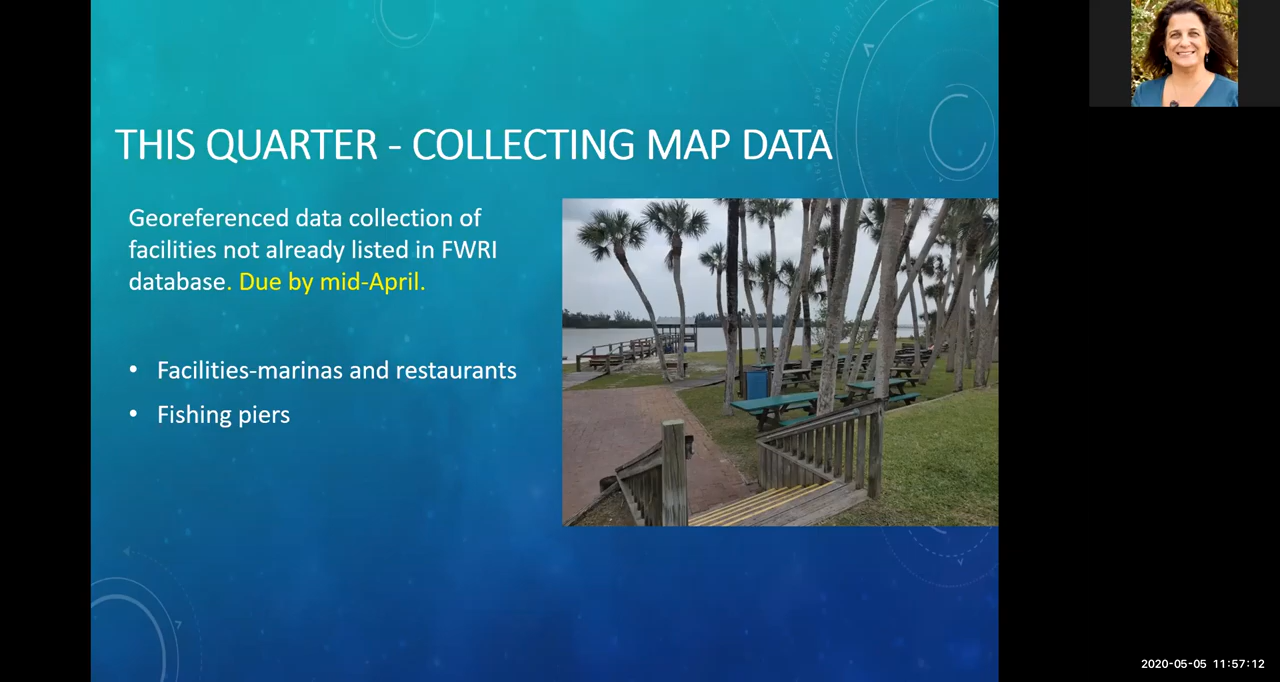 THIS QUARTER - COLLECTING MAP DATA
Georeferenced data collection of
facilities not already listed in FWRI
database. Due by mid-April.
• Facilities-marinas and restaurants
• Fishing piers
2020-05-05 11:57:12